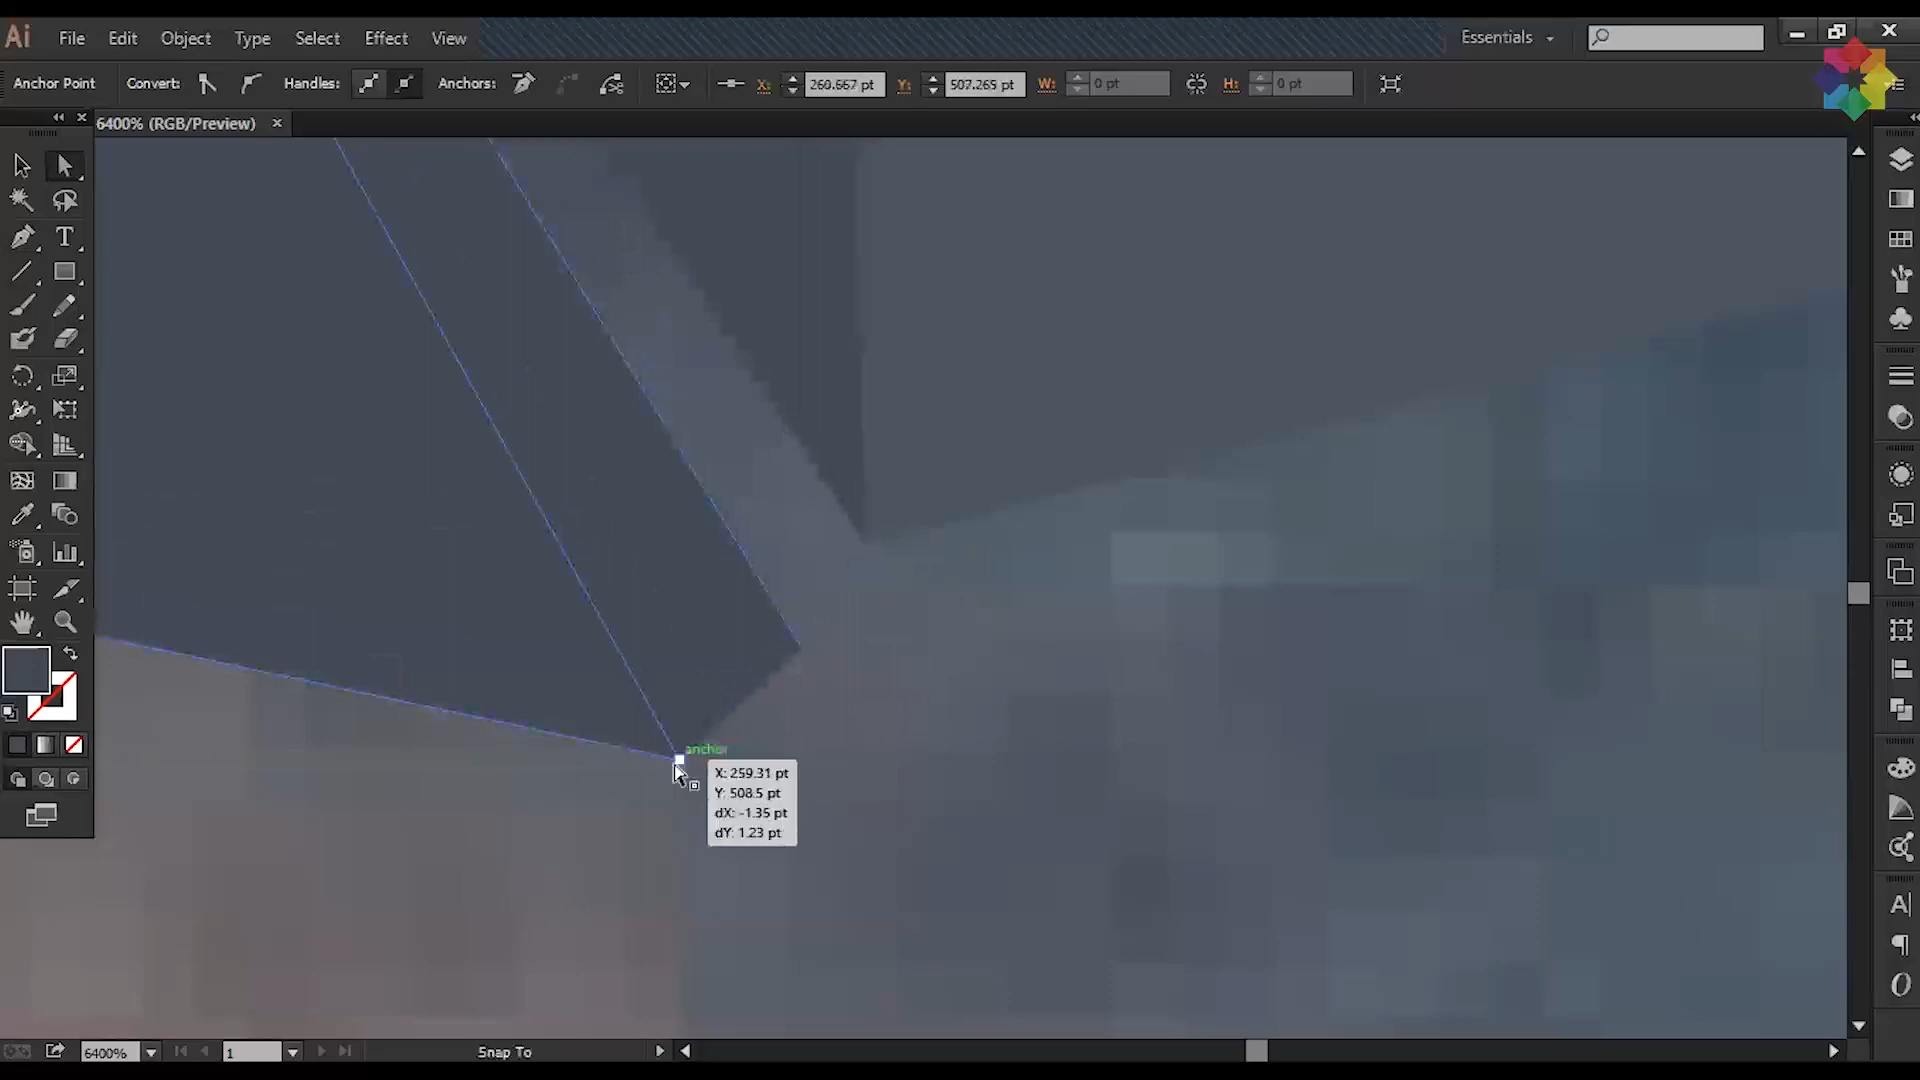 Ai File Edit Object Type Select Effect View Essentials
Anchor Point Convert: Handles: Anchors: X: 260.667 pt Y: 507.265 pt W: 0 pt H: 0 pt
6400% (RGB/Preview) ×
T
anchor
X: 259.31 pt
Y: 508.5 pt
dX: -1.35 pt
dY: 1.23 pt
6400% 1 Snap To